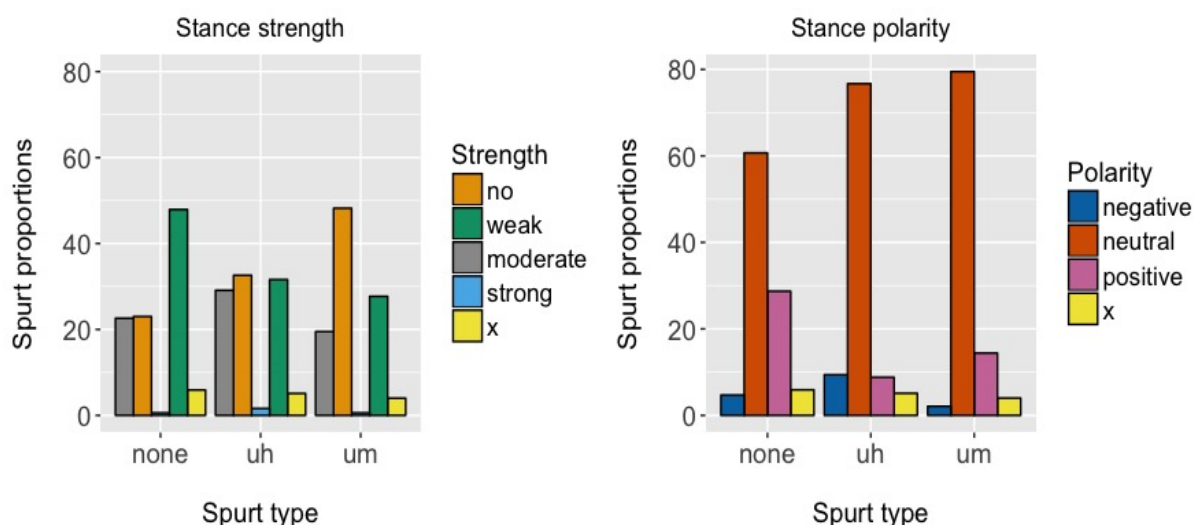 Stance strength
80
60
40
20
0
Spurt proportions
none uh um
Spurt type
Strength
no
weak
moderate
strong
x
Stance polarity
80
60
40
20
0
Spurt proportions
none uh um
Spurt type
Polarity
negative
neutral
positive
x